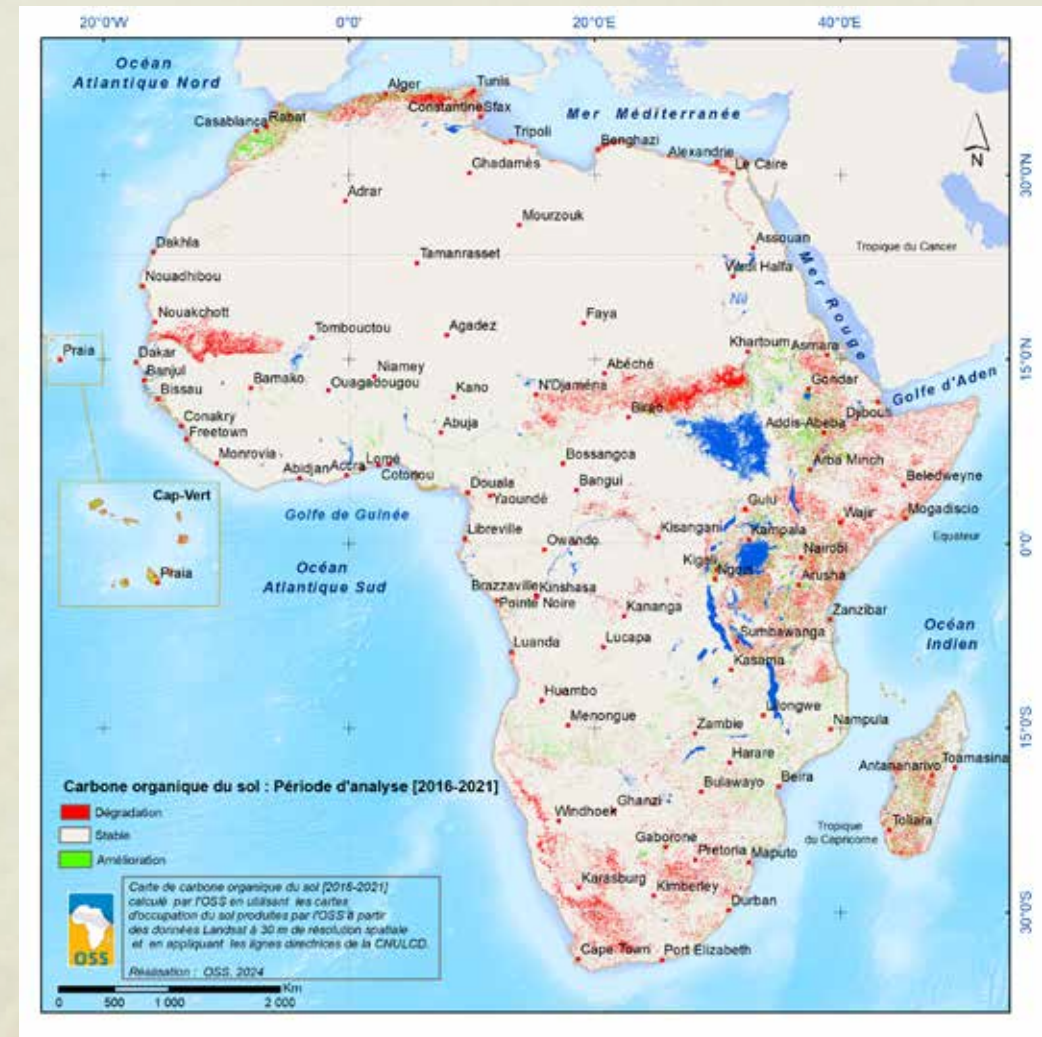 20°0'W 0°0' 20°0'E 40°0'E
Océan
Atlantique Nord
Alger
Tunis
Constantine
Sfax
Casablanca
Rabat
Mer Méditerranée
Tripoli
Benghazi
Alexandrie
Le Caire
N
30°N
Ghadamès
Adrar
Mourzouk
Dakhla
Assouan
Tropique du Cancer
Tamanrasset
Wadi Halfa
Mer Rouge
Nouadhibou
Nil
Nouakchott
Faya
Tombouctou
Agadez
Khartoum
Asmara
15°0'N
Praia
Dakar
Banjul
Bissau
Niamey
Abéché
Bamako
Ouagadougou
Kano
N'Djaména
Gondar
Golfe d'Aden
Birao
Djibouti
Conakry
Freetown
Abuja
Addis-Abeba
Monrovia
Abidjan
Accra
Lomé
Cotonou
Bossangoa
Arba Minch
Beledweyne
Cap-Vert
Douala
Yaoundé
Bangui
Gulu
Mogadiscio
Golfe de Guinée
Libreville
Kisangani
Kampala
Wajir
Equateur
0°0'
Owando
Kigali
Nairobi
Praia
Océan
Atlantique Sud
Brazzaville
Kinshasa
Ngozi
Arusha
Pointe Noire
Kananga
Zanzibar
Océan
Indien
Luanda
Lucapa
Sumbawanga
Kasama
Huambo
Lilongwe
Menongue
Zambie
Nampula
15°0'S
Harare
Antananarivo
Toamasina
Carbone organique du sol : Période d'analyse [2016-2021]
Bulawayo
Beira
Dégradation
Windhoek
Ghanzi
Stable
Gaborone
Tropique
du Capricorne
Toliara
Amélioration
Pretoria
Maputo
Karasburg
Kimberley
Durban
30°0'S
Cape Town
Port Elizabeth
Carte de carbone organique du sol [2016-2021]
calculé par l'OSS en utilisant les cartes
d'occupation du sol produites par l'OSS à partir
des données Landsat à 30 m de résolution spatiale
et en appliquant les lignes directrices de la CNULCD.
Réalisation : OSS, 2024
OSS
Km
0 500 1 000 2 000